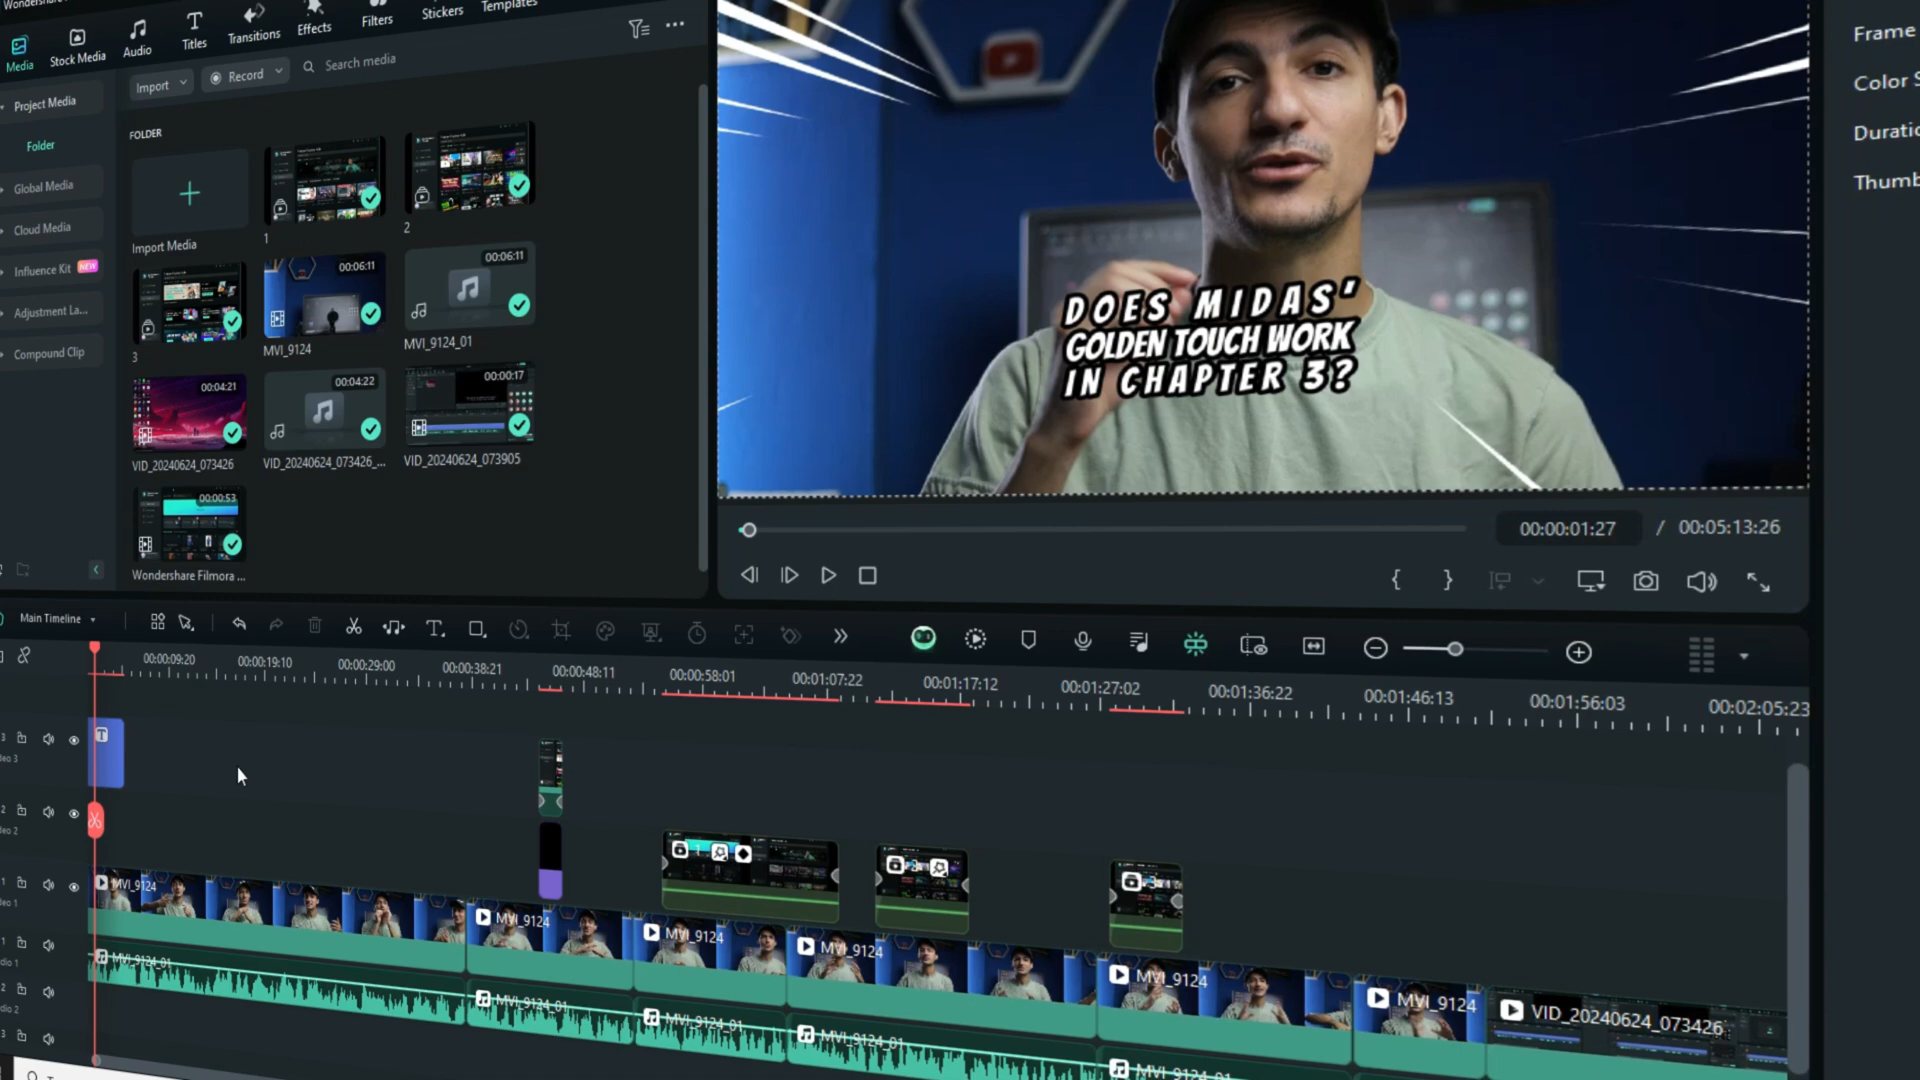 Media
Stock Media
Audio
Titles
Transitions
Effects
Filters
Stickers
Templates
Import
Record
Search media
Project Media
Folder
Global Media
Cloud Media
Influence Kit NEW
Adjustment La...
Compound Clip
FOLDER
Import Media
1
2
3
00:06:11
MVI_9124
00:06:11
MVI_9124_01
00:04:21
VID_20240624_073426
00:04:22
VID_20240624_073426_...
00:00:17
VID_20240624_073905
00:00:53
Wondershare Filmora ...
DOES MIDAS'
GOLDEN TOUCH WORK
IN CHAPTER 3?
00:00:01:27 / 00:05:13:26
Frame
Color S
Duratio
Thumb
Main Timeline
00:00:09:20
00:00:19:10
00:00:29:00
00:00:38:21
00:00:48:11
00:00:58:01
00:01:07:22
00:01:17:12
00:01:27:02
00:01:36:22
00:01:46:13
00:01:56:03
00:02:05:23
MVI_9124
MVI_9124
MVI_9124
MVI_9124
MVI_9124
MVI_9124
VID_20240624_073426
MVI_9124_01
MVI_9124_01
MVI_9124_01
MVI_9124_01
MVI_9124_01